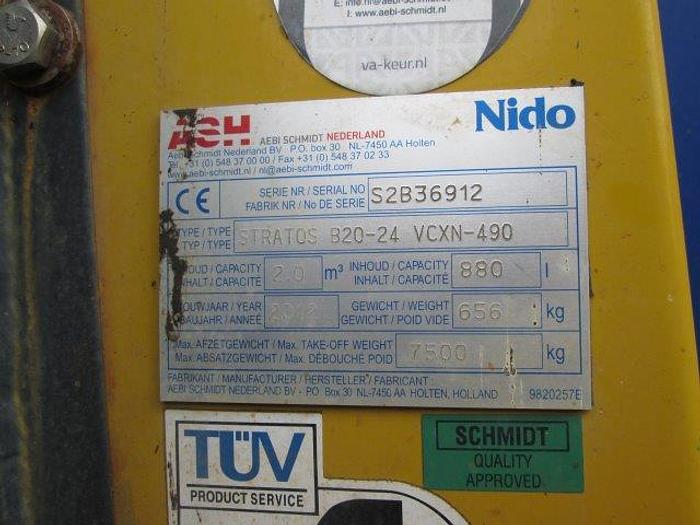 I: www.aebi-schmidt.nl
va-keur.nl
ASH AEBI SCHMIDT NEDERLAND
Nido
Aebi Schmidt Nederland BV - P.O. box 30 NL-7450 AA Holten
Tel. +31 (0) 548 37 00 00 / Fax +31 (0) 548 37 02 33
www.aebi-schmidt.nl / nl@aebi-schmidt.com
CE
SERIE NR / SERIAL NO
FABRIK NR / No DE SERIE
S2B36912
TYPE / TYPE
TYP / TYPE
STRATOS B20-24 VCXN-490
INHOUD / CAPACITY
INHALT / CAPACITÉ
2.0 m³
INHOUD / CAPACITY
INHALT / CAPACITÉ
880 l
BOUWJAAR / YEAR
BAUJAHR / ANNÉE
2012
GEWICHT / WEIGHT
GEWICHT / POID VIDE
656 kg
Max. AFZETGEWICHT / Max. TAKE-OFF WEIGHT
Max. ABSATZGEWICHT / Max. DÉBOUCHÉ POID
7500 kg
FABRIKANT / MANUFACTURER / HERSTELLER / FABRICANT
AEBI SCHMIDT NEDERLAND BV - P.O. Box 30 NL-7450 AA HOLTEN, HOLLAND
9820257E
TÜV
PRODUCT SERVICE
SCHMIDT
QUALITY
APPROVED